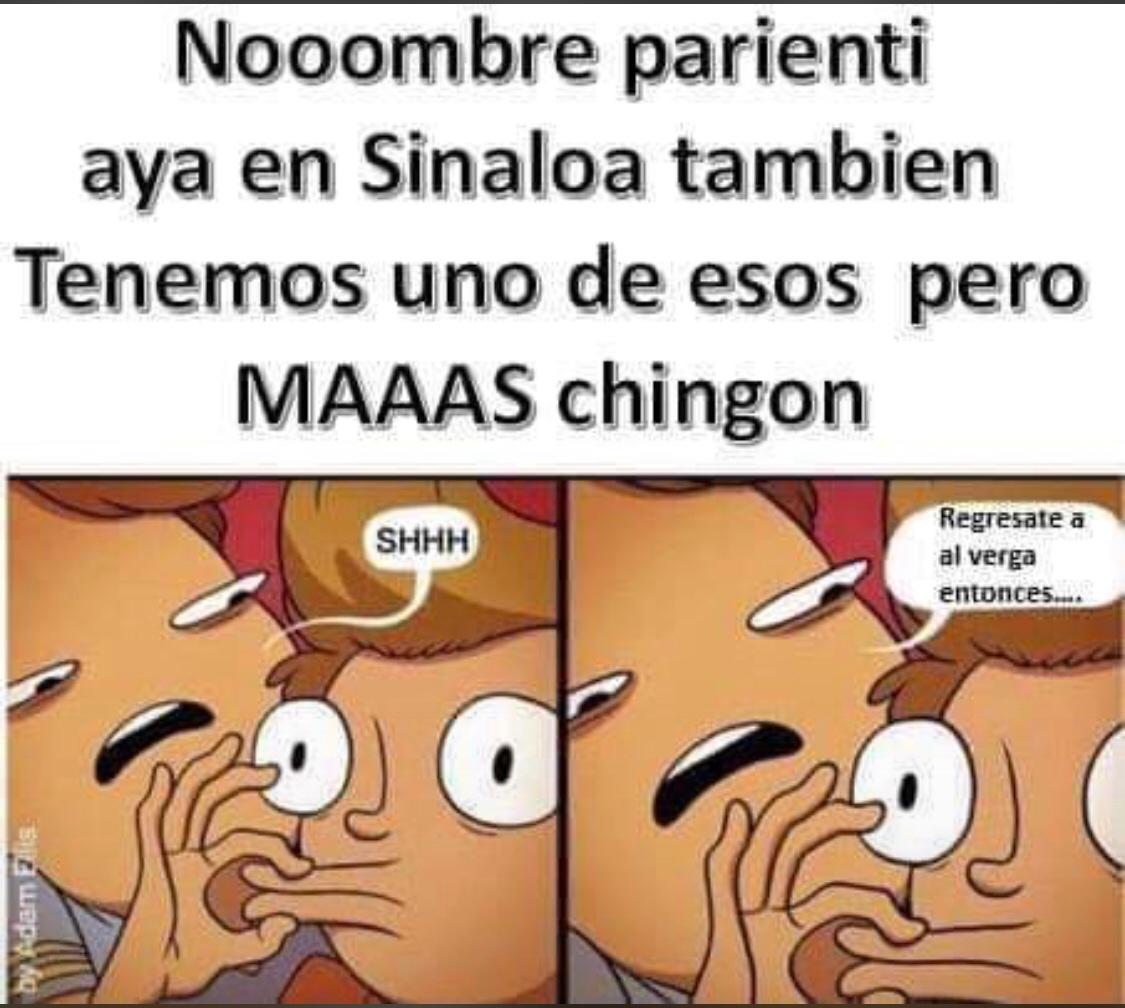 Nooombre parienti
aya en Sinaloa tambien
Tenemos uno de esos pero
MAAAS chingon
SHHH
Regresate a
al verga
entonces....
by Adam Ellis